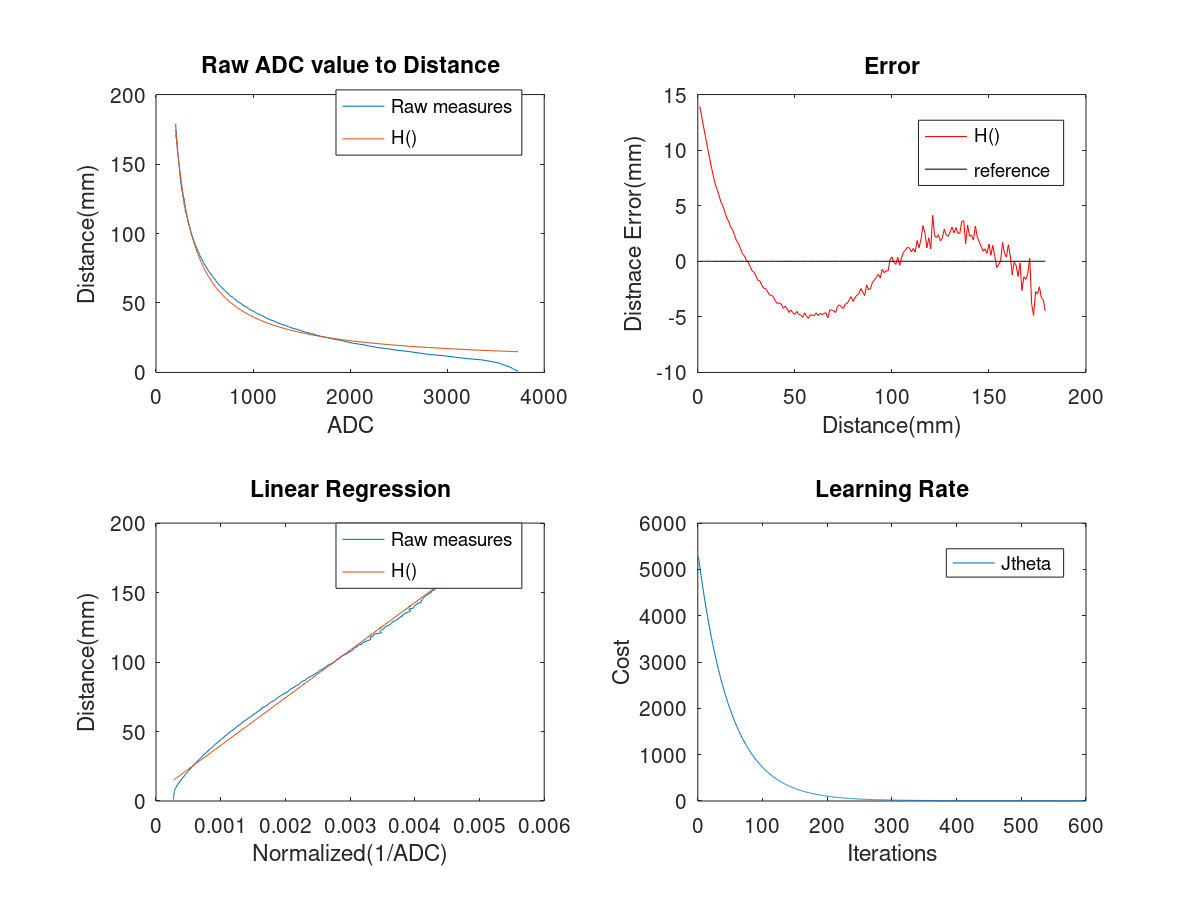 Raw ADC value to Distance
200
150
100
50
0
0 1000 2000 3000 4000
Distance(mm)
ADC
Raw measures
H()
Error
15
10
5
0
-5
-10
0 50 100 150 200
Distnace Error(mm)
Distance(mm)
H()
reference
Linear Regression
200
150
100
50
0
0 0.001 0.002 0.003 0.004 0.005 0.006
Distance(mm)
Normalized(1/ADC)
Raw measures
H()
Learning Rate
6000
5000
4000
3000
2000
1000
0
0 100 200 300 400 500 600
Cost
Iterations
Jtheta